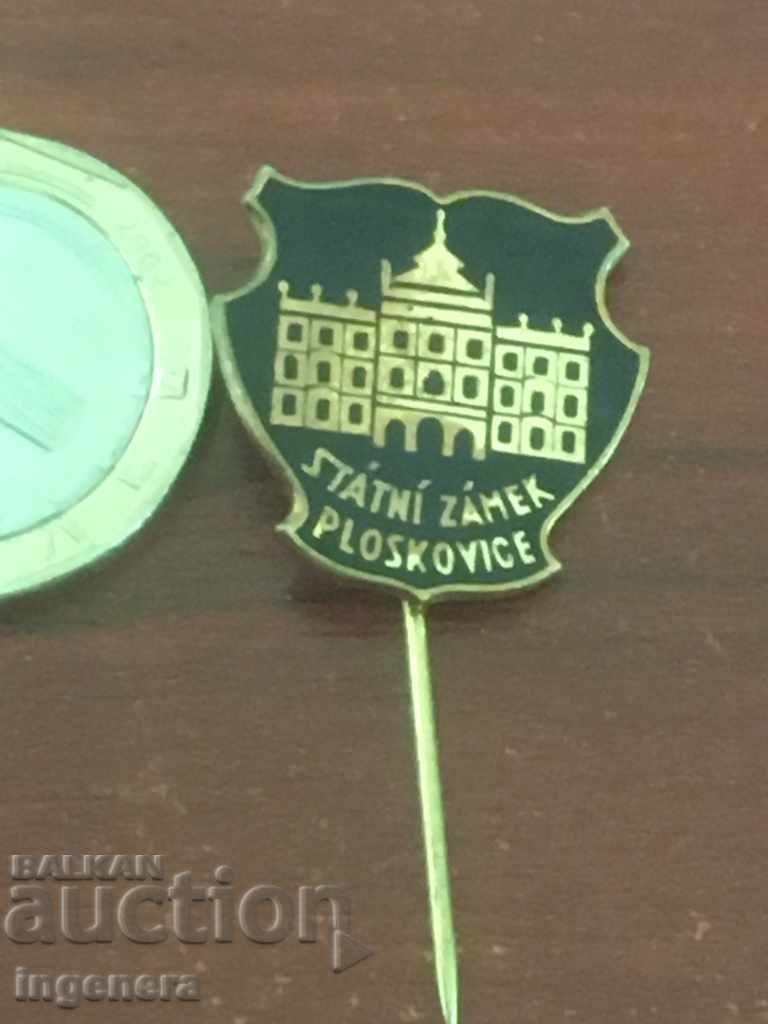 STÁTNÍ ZÁMEK
PLOSKOVICE
BALKAN
auction
ingenera